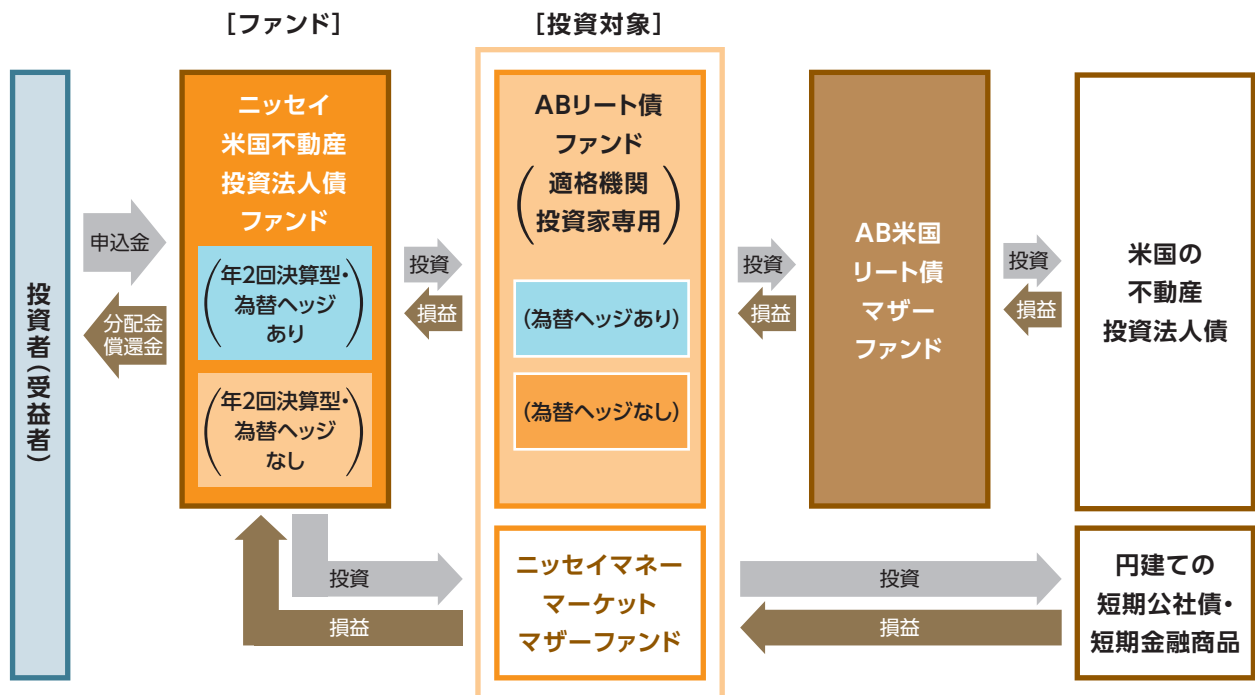 ［ファンド］
［投資対象］
投資者（受益者）
申込金
分配金
償還金
ニッセイ
米国不動産
投資法人債
ファンド
（年2回決算型・
為替ヘッジ
あり）
（年2回決算型・
為替ヘッジ
なし）
投資
損益
ABリート債
ファンド
（適格機関
投資家専用）
（為替ヘッジあり）
（為替ヘッジなし）
投資
損益
AB米国
リート債
マザー
ファンド
投資
損益
米国の
不動産
投資法人債
投資
損益
ニッセイマネー
マーケット
マザーファンド
投資
損益
円建ての
短期公社債・
短期金融商品